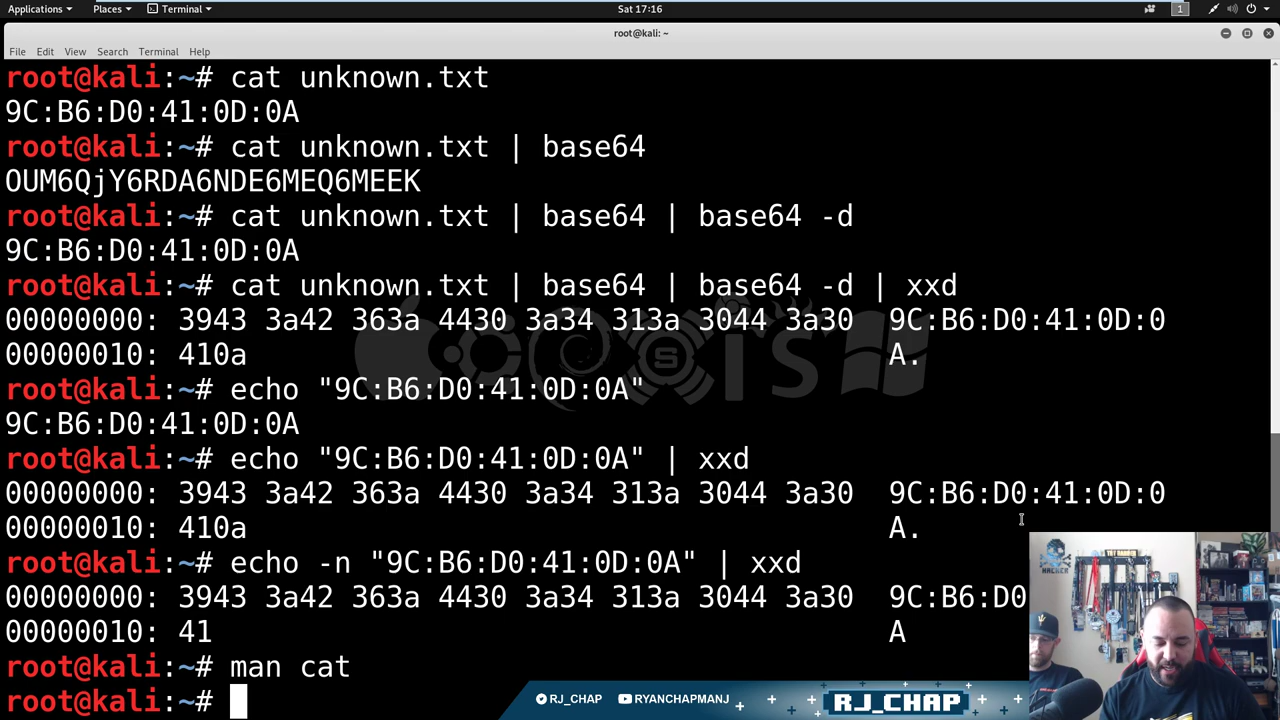 Applications Places Terminal Sat 17:16 1
root@kali: ~
File Edit View Search Terminal Help
root@kali:~# cat unknown.txt
9C:B6:D0:41:0D:0A
root@kali:~# cat unknown.txt | base64
OUM6QjY6RDA6NDE6MEQ6MEEK
root@kali:~# cat unknown.txt | base64 | base64 -d
9C:B6:D0:41:0D:0A
root@kali:~# cat unknown.txt | base64 | base64 -d | xxd
00000000: 3943 3a42 363a 4430 3a34 313a 3044 3a30 9C:B6:D0:41:0D:0
00000010: 410a A.
root@kali:~# echo "9C:B6:D0:41:0D:0A"
9C:B6:D0:41:0D:0A
root@kali:~# echo "9C:B6:D0:41:0D:0A" | xxd
00000000: 3943 3a42 363a 4430 3a34 313a 3044 3a30 9C:B6:D0:41:0D:0
00000010: 410a A.
root@kali:~# echo -n "9C:B6:D0:41:0D:0A" | xxd
00000000: 3943 3a42 363a 4430 3a34 313a 3044 3a30 9C:B6:D0
00000010: 41 A
root@kali:~# man cat
root@kali:~#
RJ_CHAP RYANCHAPMANJ RJ_CHAP